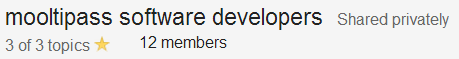 mooltipass software developers Shared privately
3 of 3 topics 12 members